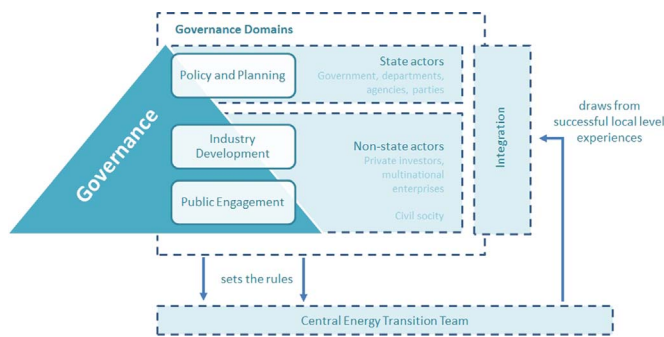 Governance Domains
Governance
Policy and Planning
State actors
Government, departments,
agencies, parties
Industry
Development
Non-state actors
Private investors,
multinational
enterprises
Public Engagement
Civil socity
Integration
draws from
successful local level
experiences
sets the rules
Central Energy Transition Team